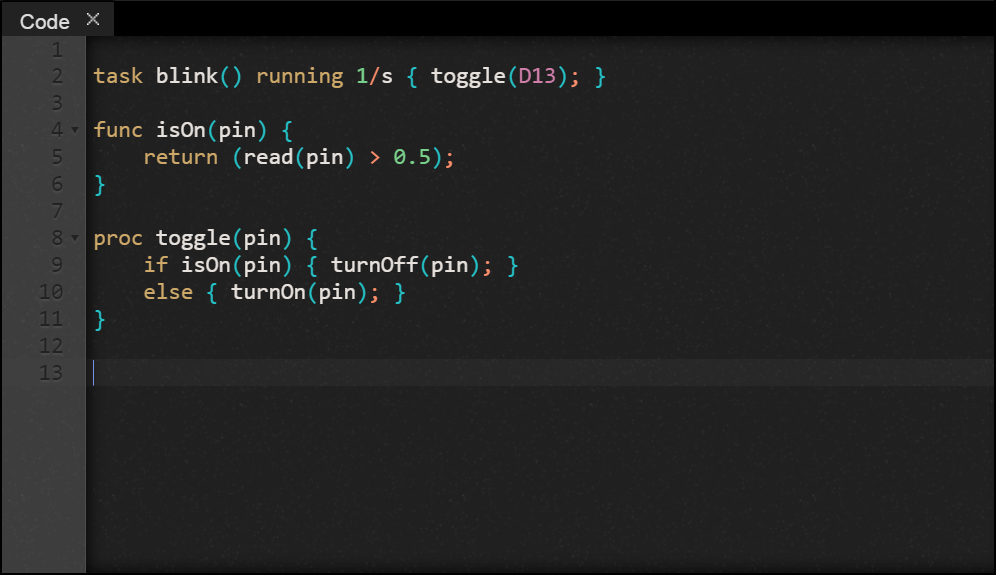 Code ×
1
2 task blink() running 1/s { toggle(D13); }
3
4 func isOn(pin) {
5     return (read(pin) > 0.5);
6 }
7
8 proc toggle(pin) {
9     if isOn(pin) { turnOff(pin); }
10     else { turnOn(pin); }
11 }
12
13